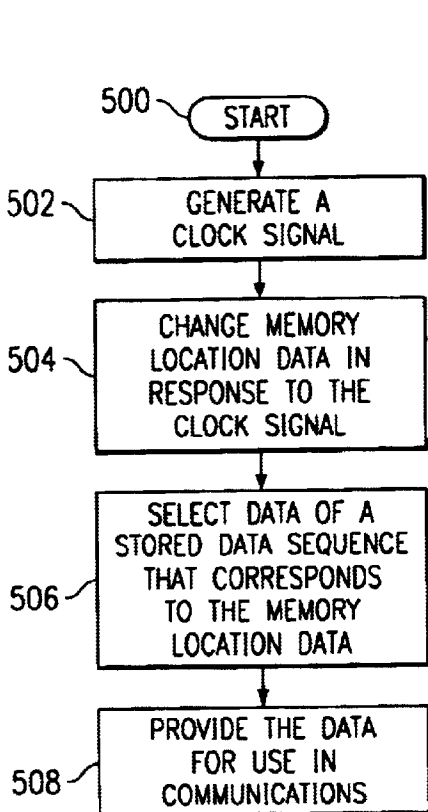 500
START
502
GENERATE A
CLOCK SIGNAL
504
CHANGE MEMORY
LOCATION DATA IN
RESPONSE TO THE
CLOCK SIGNAL
506
SELECT DATA OF A
STORED DATA SEQUENCE
THAT CORRESPONDS
TO THE MEMORY
LOCATION DATA
508
PROVIDE THE DATA
FOR USE IN
COMMUNICATIONS